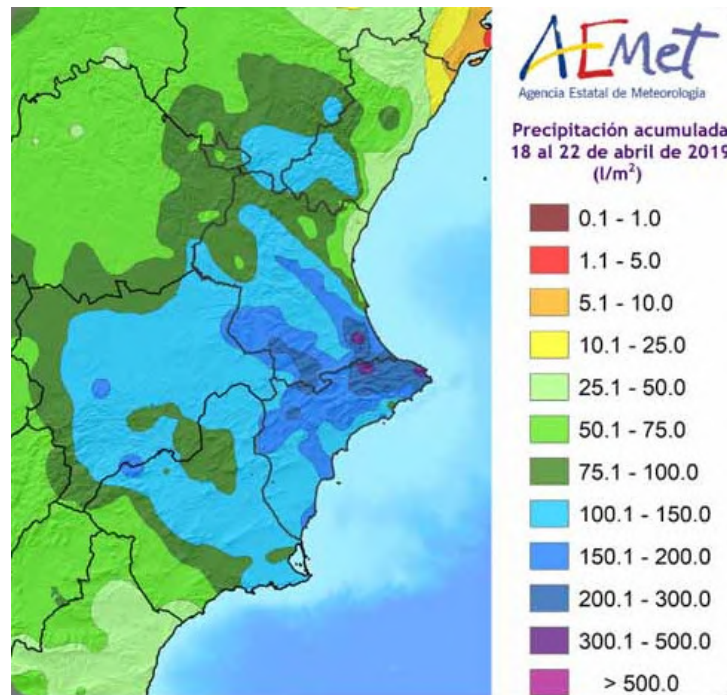 AEMet
Agencia Estatal de Meteorología
Precipitación acumulada
18 al 22 de abril de 2019
(l/m²)
0.1 - 1.0
1.1 - 5.0
5.1 - 10.0
10.1 - 25.0
25.1 - 50.0
50.1 - 75.0
75.1 - 100.0
100.1 - 150.0
150.1 - 200.0
200.1 - 300.0
300.1 - 500.0
> 500.0